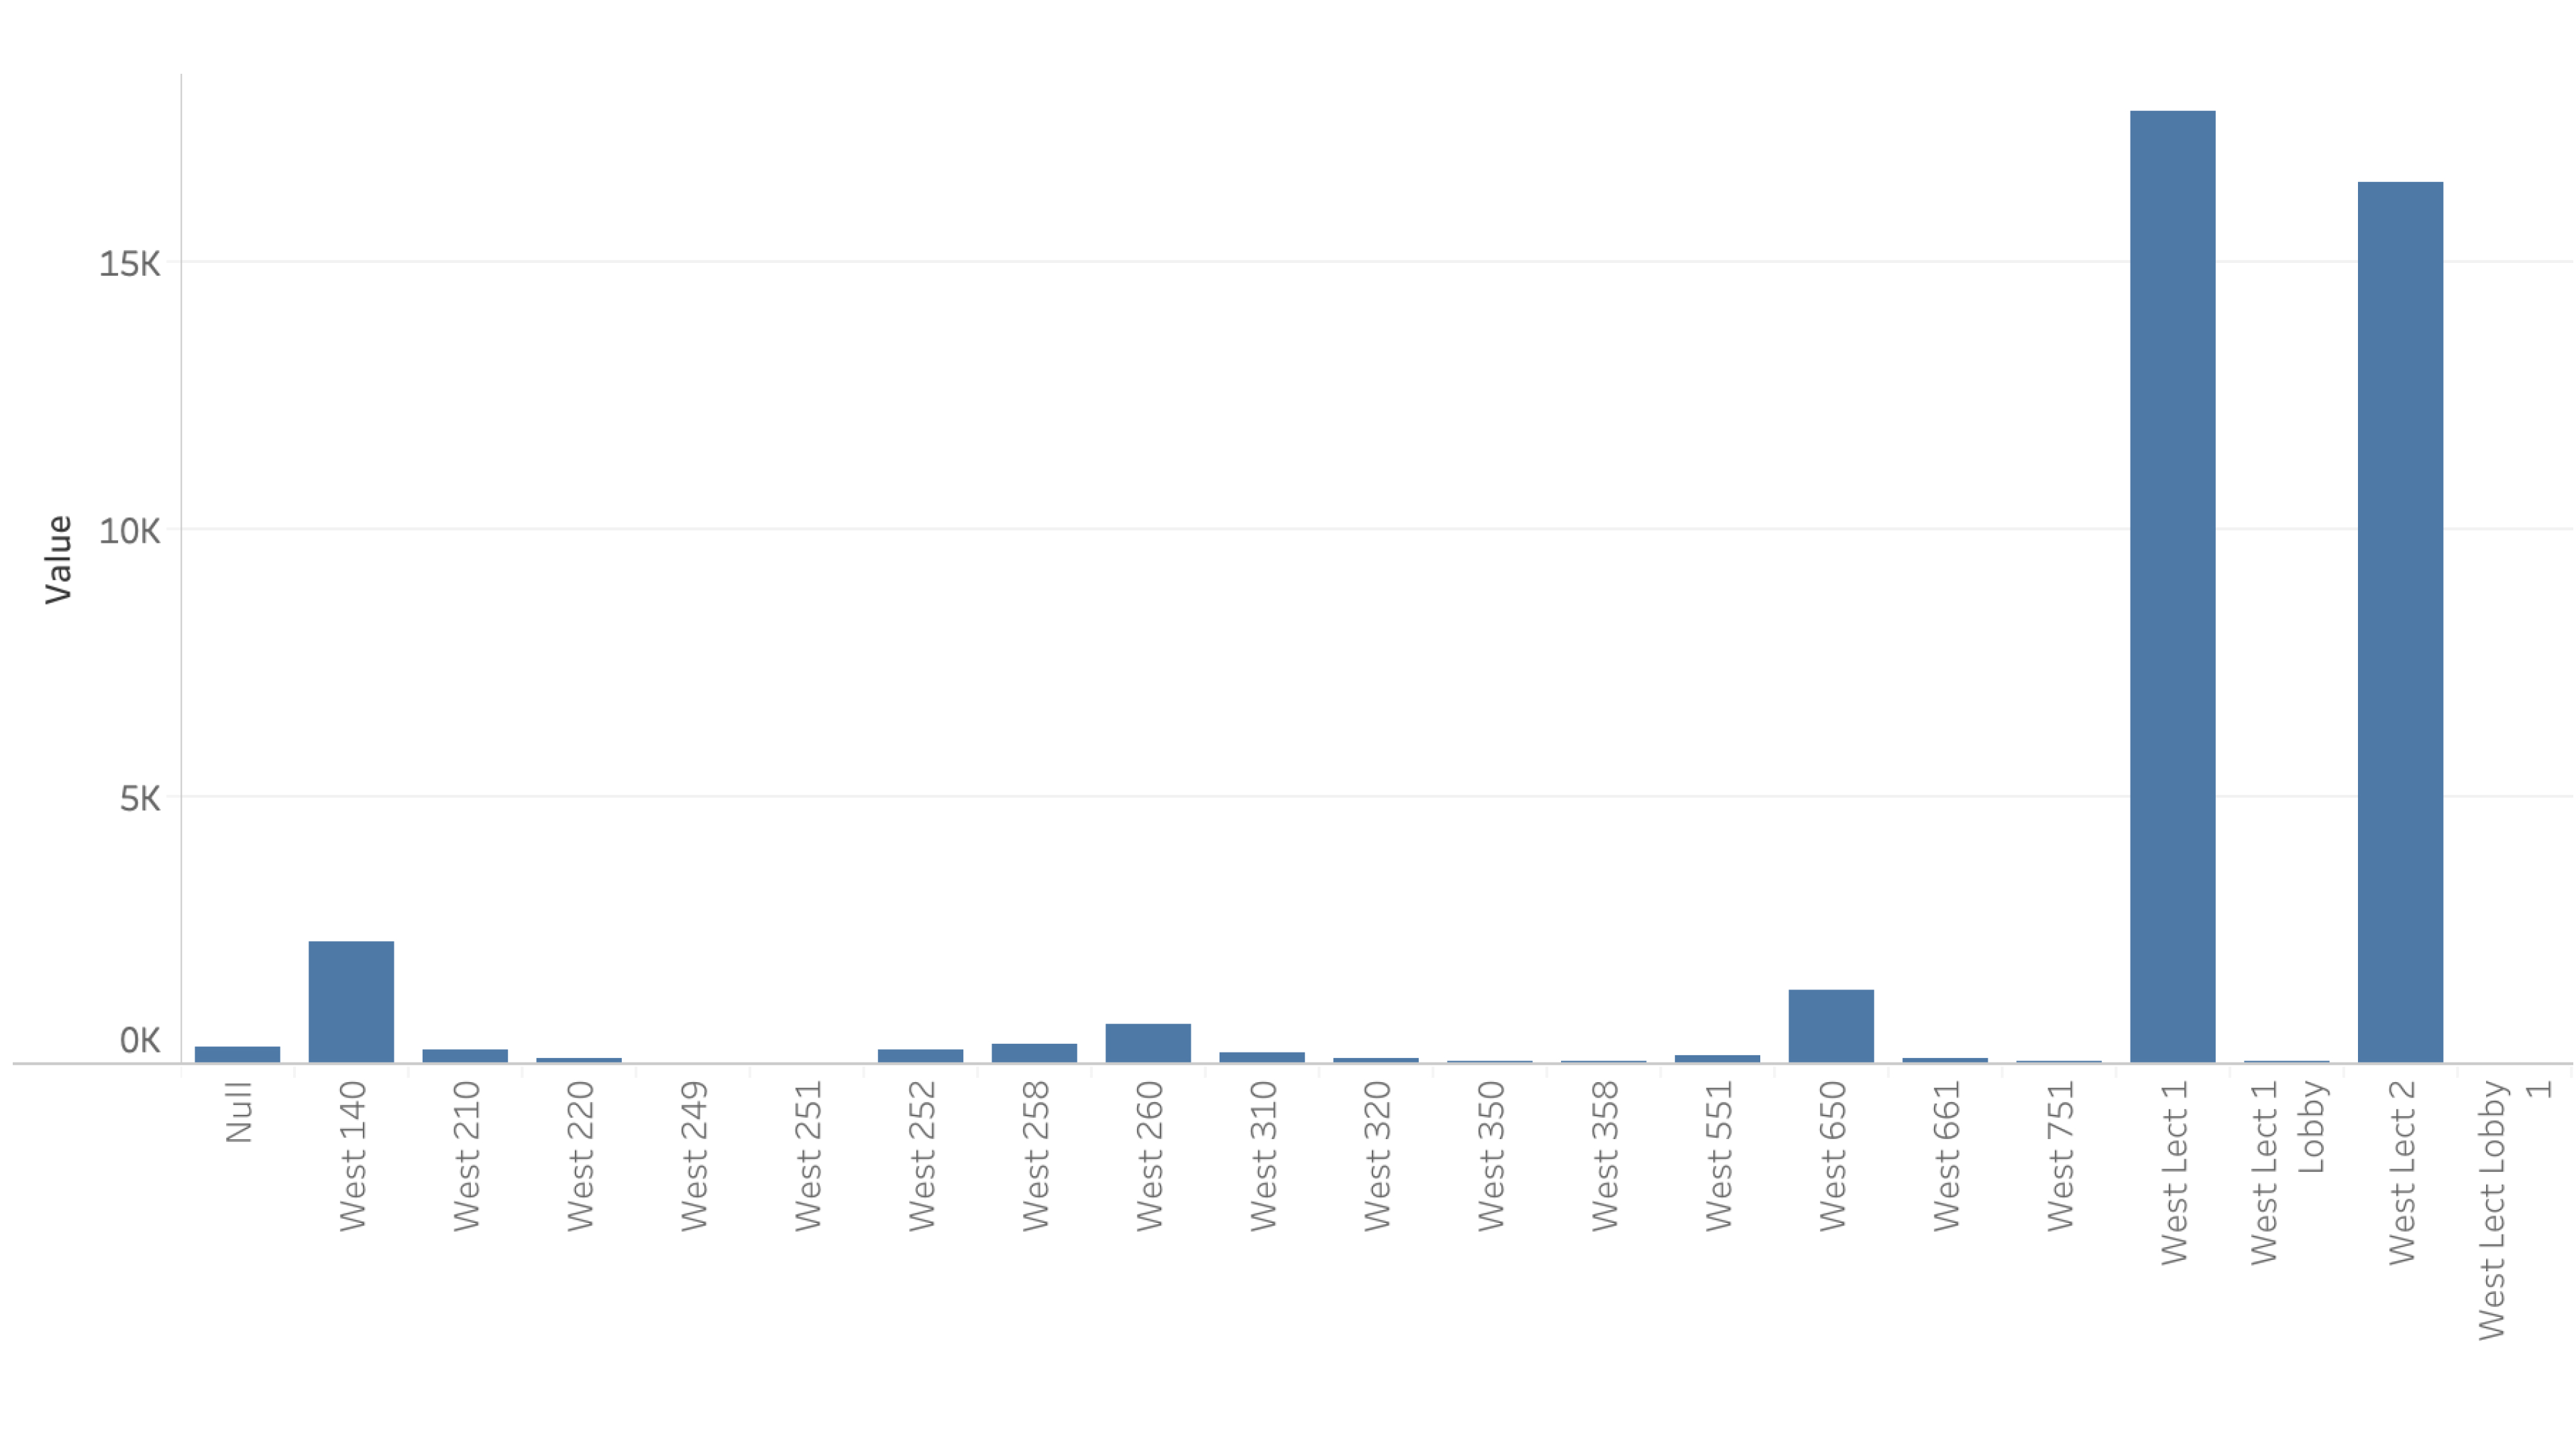 Value
15K
10K
5K
0K
Null
West 140
West 210
West 220
West 249
West 251
West 252
West 258
West 260
West 310
West 320
West 350
West 358
West 551
West 650
West 661
West 751
West Lect 1
West Lect 1
Lobby
West Lect 2
West Lect Lobby
1